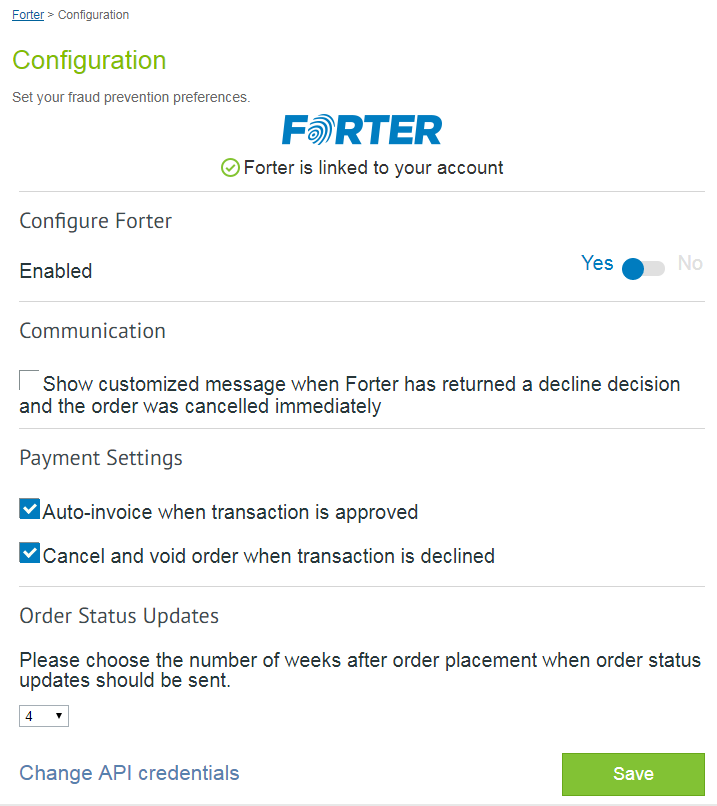 Forter > Configuration
Configuration
Set your fraud prevention preferences.
FORTER
Forter is linked to your account
Configure Forter
Enabled
Yes No
Communication
Show customized message when Forter has returned a decline decision
and the order was cancelled immediately
Payment Settings
Auto-invoice when transaction is approved
Cancel and void order when transaction is declined
Order Status Updates
Please choose the number of weeks after order placement when order status
updates should be sent.
4
Change API credentials
Save